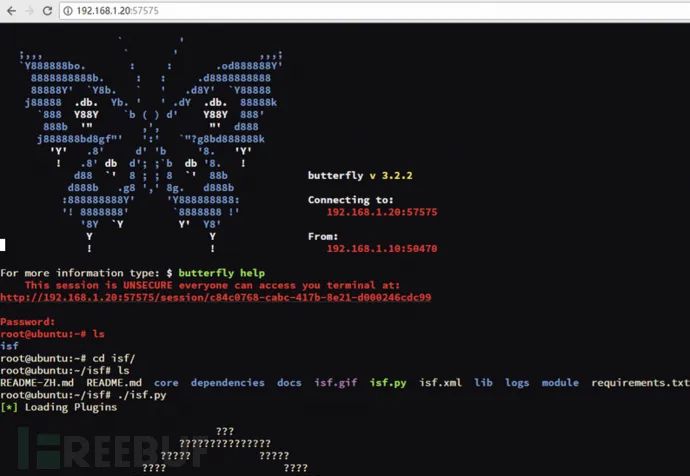 192.168.1.20:57575
butterfly v 3.2.2
Connecting to:
192.168.1.20:57575
From:
192.168.1.10:50470
For more information type: $ butterfly help
This session is UNSECURE everyone can access you terminal at:
http://192.168.1.20:57575/session/c84c0768-cabc-417b-8e21-d000246cdc99
Password:
root@ubuntu:~# ls
isf
root@ubuntu:~# cd isf/
root@ubuntu:~/isf# ls
README-ZH.md README.md core dependencies docs isf.gif isf.py isf.xml lib logs module requirements.txt
root@ubuntu:~/isf# ./isf.py
[*] Loading Plugins
???
???????????????
????? ?????
???? ????
FREEBUF